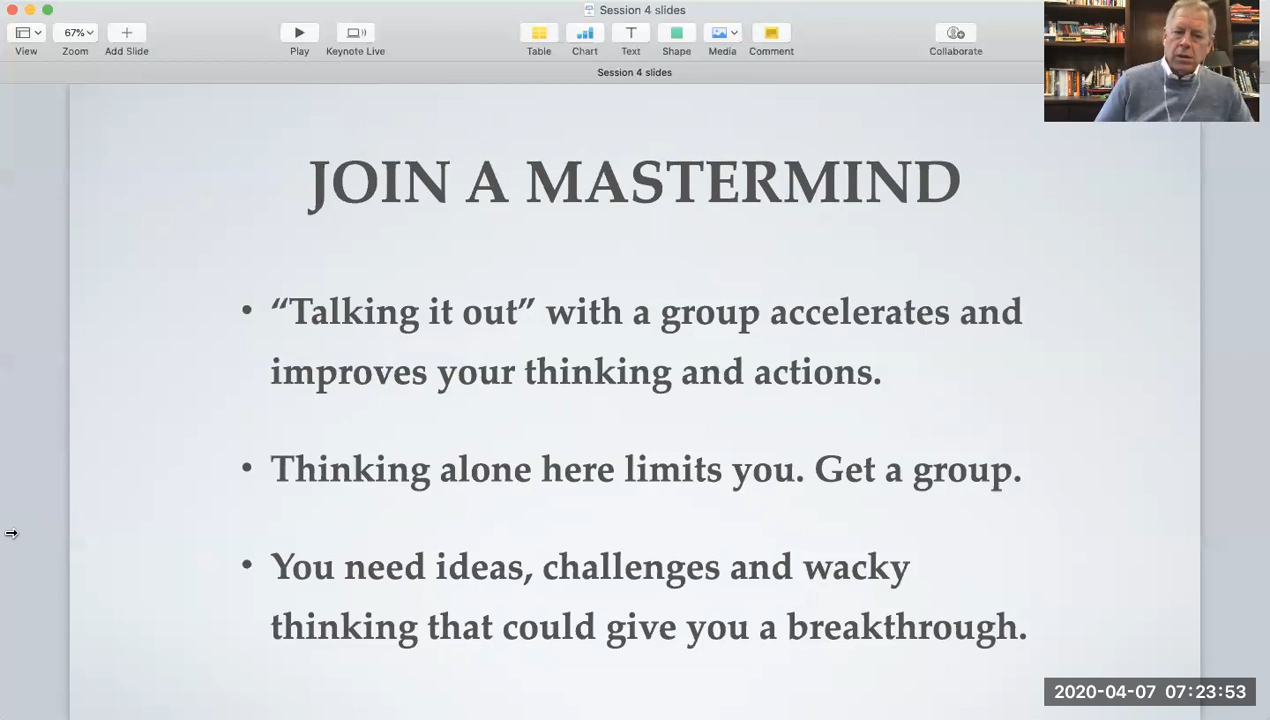 Session 4 slides
67%
View
Zoom
Add Slide
Play
Keynote Live
Table
Chart
Text
Shape
Media
Comment
Collaborate
Session 4 slides
JOIN A MASTERMIND
• “Talking it out” with a group accelerates and
improves your thinking and actions.
• Thinking alone here limits you. Get a group.
• You need ideas, challenges and wacky
thinking that could give you a breakthrough.
2020-04-07 07:23:53